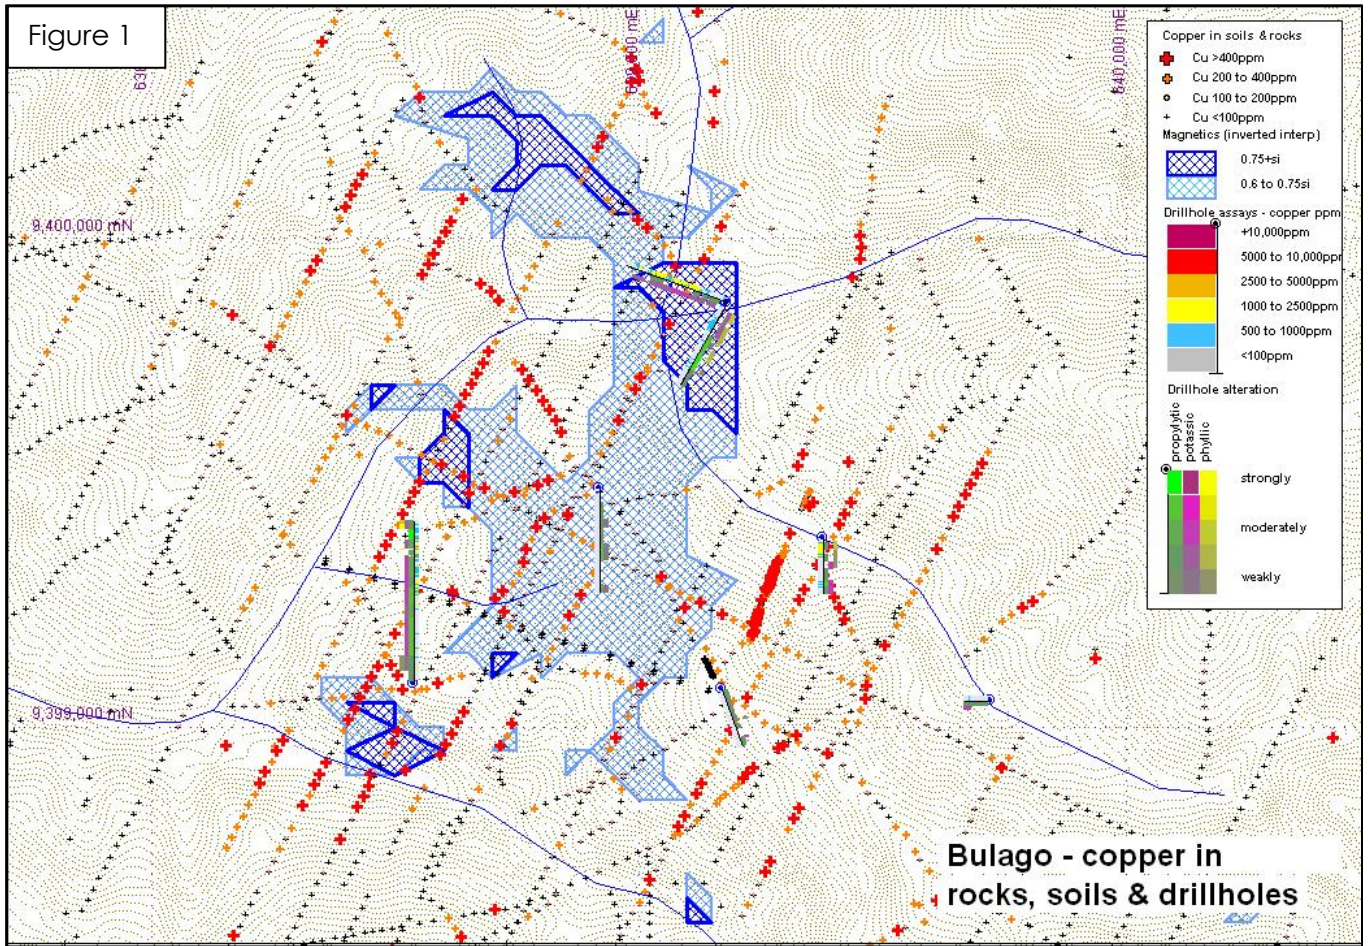 Figure 1
640,000 mE
9,400,000 mN
9,399,000 mN
Copper in soils & rocks
Cu >400ppm
Cu 200 to 400ppm
Cu 100 to 200ppm
Cu <100ppm
Magnetics (inverted interp)
0.75+si
0.6 to 0.75si
Drillhole assays - copper ppm
+10,000ppm
5000 to 10,000ppm
2500 to 5000ppm
1000 to 2500ppm
500 to 1000ppm
<100ppm
Drillhole alteration
propylytic
potassic
phyllic
strongly
moderately
weakly
Bulago - copper in
rocks, soils & drillholes